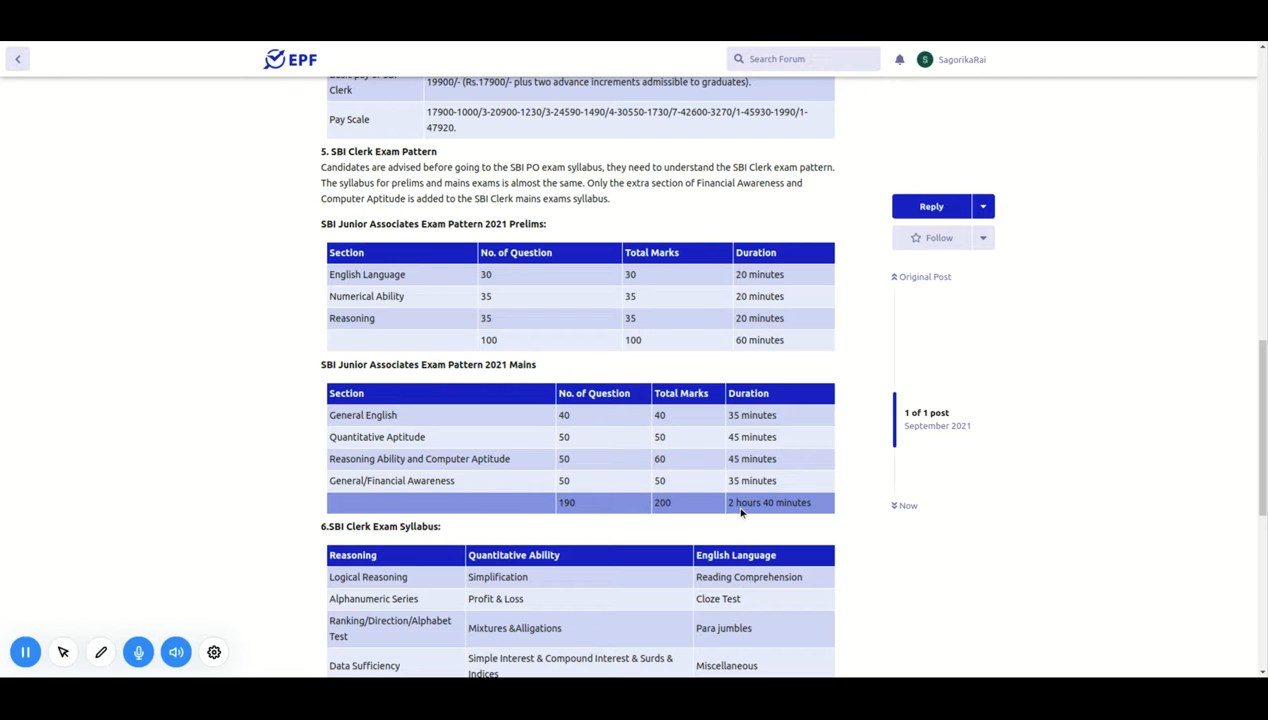 EPF
Search Forum
S
SagorikaRai
19900/- (Rs.17900/- plus two advance increments admissible to graduates).
Clerk
Pay Scale
17900-1000/3-20900-1230/3-24590-1490/4-30550-1730/7-42600-3270/1-45930-1990/1-
47920.
5. SBI Clerk Exam Pattern
Candidates are advised before going to the SBI PO exam syllabus, they need to understand the SBI Clerk exam pattern.
The syllabus for prelims and mains exams is almost the same. Only the extra section of Financial Awareness and
Computer Aptitude is added to the SBI Clerk mains exams syllabus.
SBI Junior Associates Exam Pattern 2021 Prelims:
Section No. of Question Total Marks Duration
English Language 30 30 20 minutes
Numerical Ability 35 35 20 minutes
Reasoning 35 35 20 minutes
100 100 60 minutes
SBI Junior Associates Exam Pattern 2021 Mains
Section No. of Question Total Marks Duration
General English 40 40 35 minutes
Quantitative Aptitude 50 50 45 minutes
Reasoning Ability and Computer Aptitude 50 60 45 minutes
General/Financial Awareness 50 50 35 minutes
190 200 2 hours 40 minutes
6.SBI Clerk Exam Syllabus:
Reasoning Quantitative Ability English Language
Logical Reasoning Simplification Reading Comprehension
Alphanumeric Series Profit & Loss Cloze Test
Ranking/Direction/Alphabet
Test
Mixtures &Alligations Para jumbles
Data Sufficiency
Simple Interest & Compound Interest & Surds &
Indices
Miscellaneous
Reply
Follow
Original Post
1 of 1 post
September 2021
Now